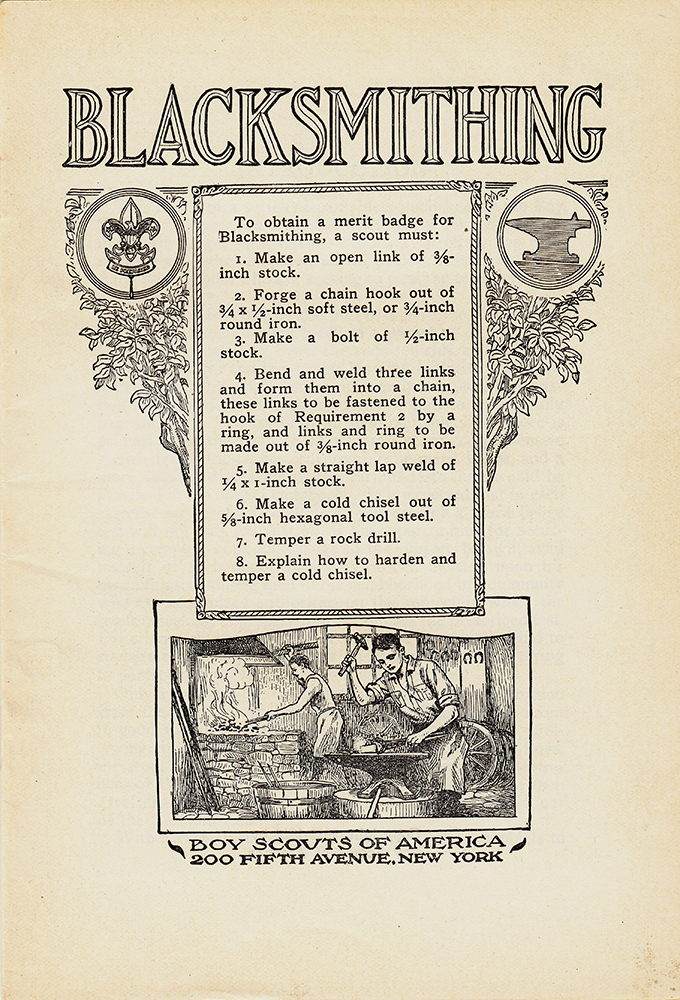 BLACKSMITHING
To obtain a merit badge for
Blacksmithing, a scout must:
1. Make an open link of ⅜-
inch stock.
2. Forge a chain hook out of
¾ x ½-inch soft steel, or ¾-inch
round iron.
3. Make a bolt of ½-inch
stock.
4. Bend and weld three links
and form them into a chain,
these links to be fastened to the
hook of Requirement 2 by a
ring, and links and ring to be
made out of ⅜-inch round iron.
5. Make a straight lap weld of
¼ x 1-inch stock.
6. Make a cold chisel out of
⅝-inch hexagonal tool steel.
7. Temper a rock drill.
8. Explain how to harden and
temper a cold chisel.
BOY SCOUTS OF AMERICA
200 FIFTH AVENUE, NEW YORK